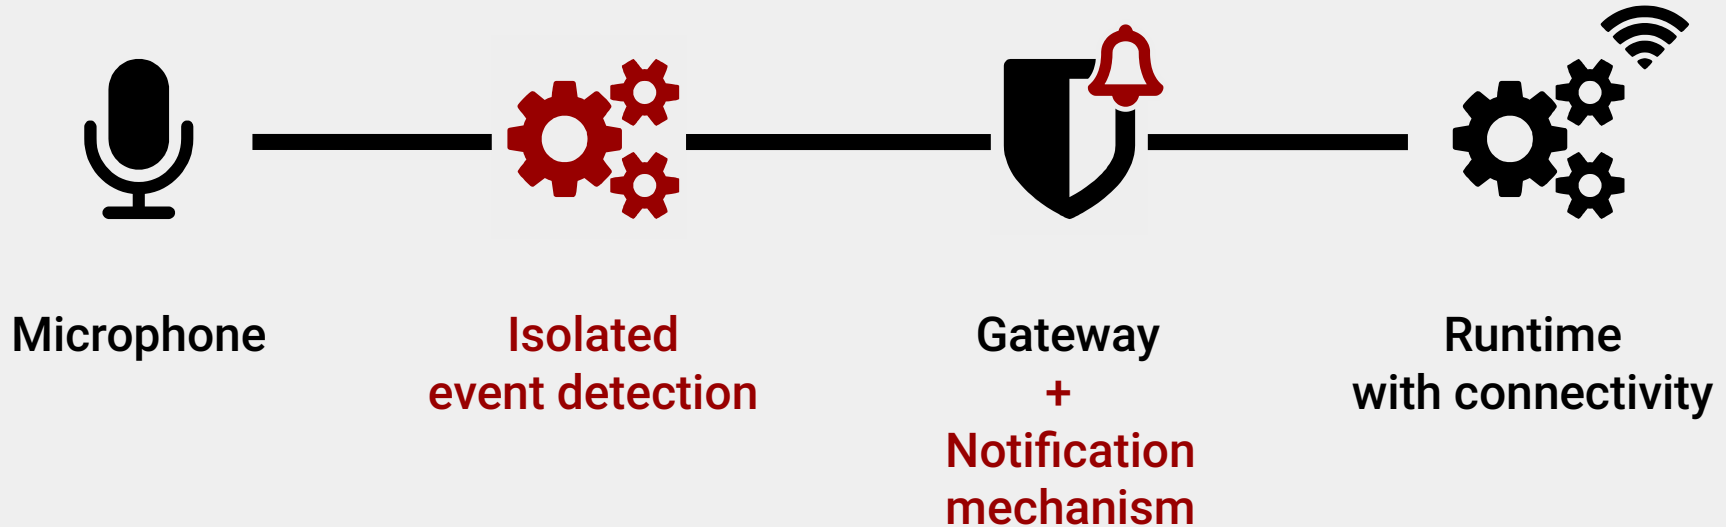 Microphone
Isolated
event detection
Gateway
+
Notification
mechanism
Runtime
with connectivity